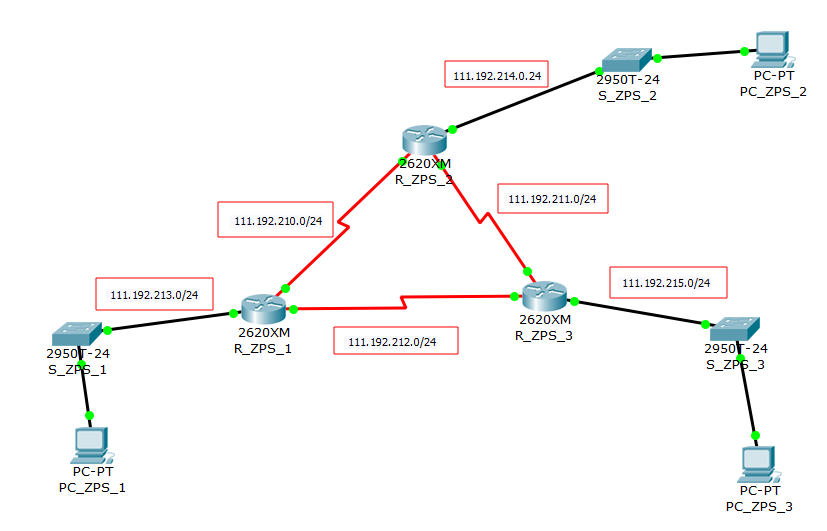 111.192.214.0.24
2950T-24
S_ZPS_2
PC-PT
PC_ZPS_2
2620XM
R_ZPS_2
111.192.210.0/24
111.192.211.0/24
111.192.213.0/24
2620XM
R_ZPS_1
111.192.212.0/24
2620XM
R_ZPS_3
111.192.215.0/24
2950T-24
S_ZPS_1
2950T-24
S_ZPS_3
PC-PT
PC_ZPS_1
PC-PT
PC_ZPS_3